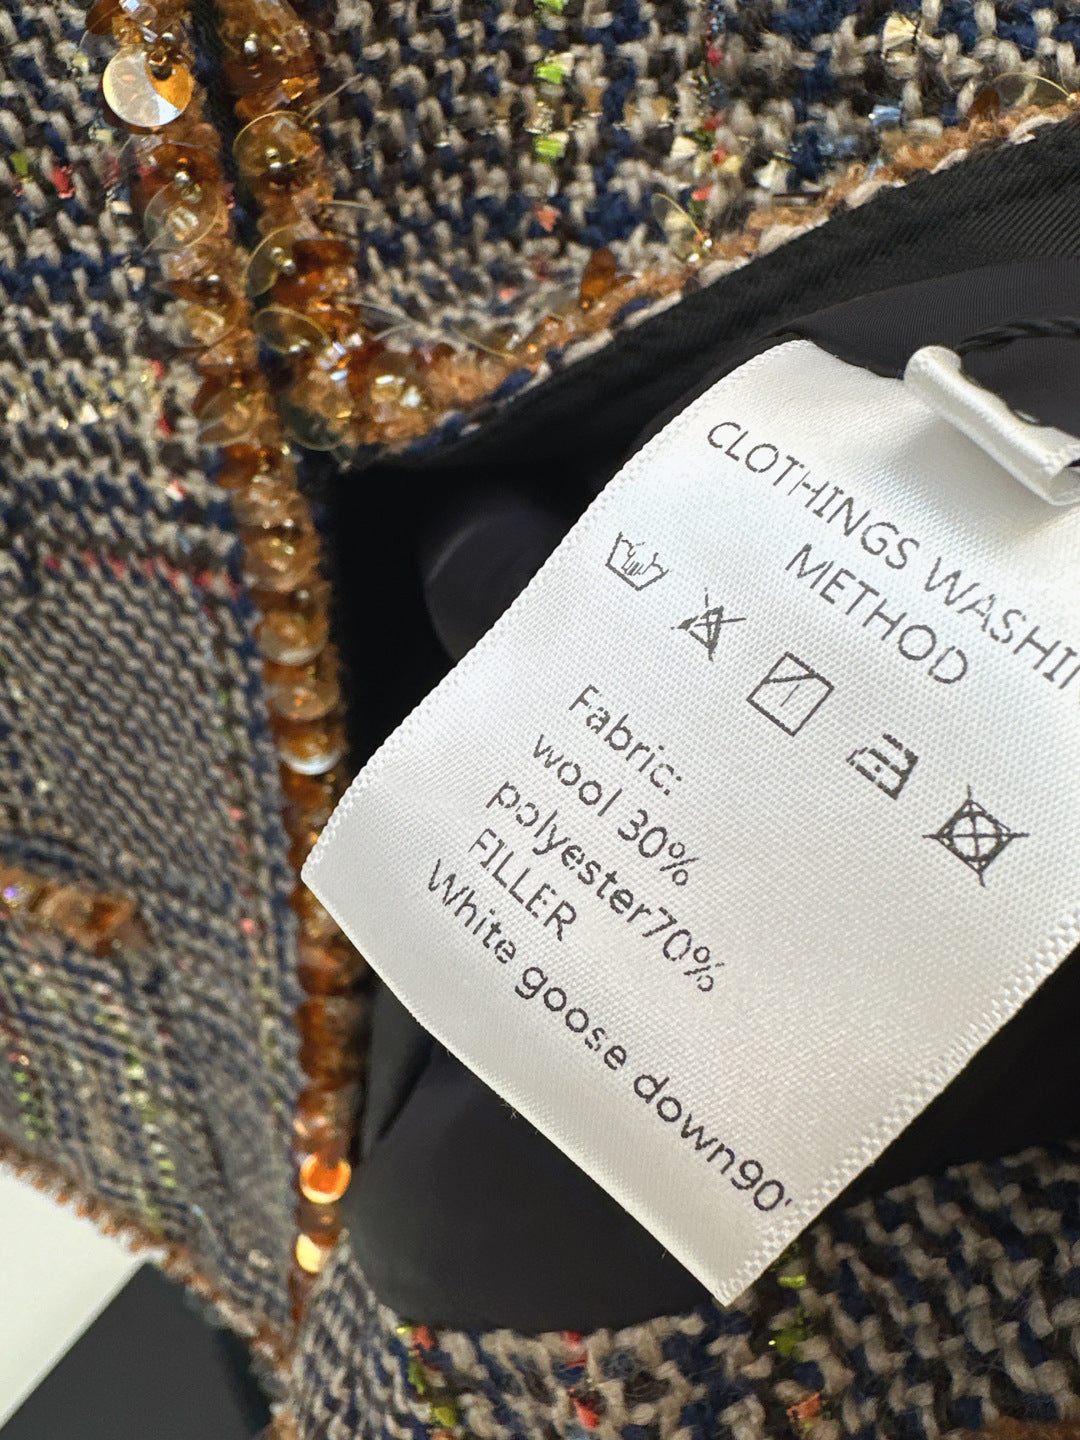 CLOTHINGS WASHI
METHOD
Fabric:
wool 30%
polyester70%
FILLER
White goose down90